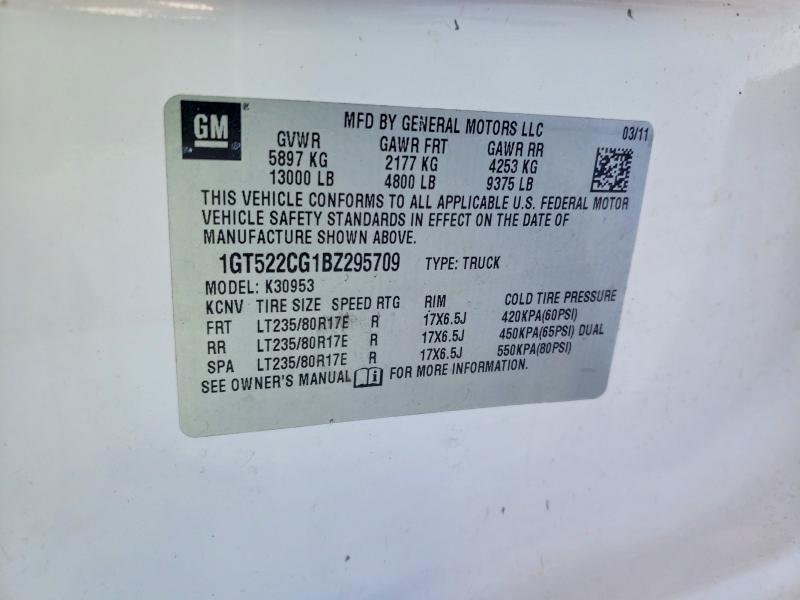 GM
MFD BY GENERAL MOTORS LLC 03/11
GVWR GAWR FRT GAWR RR
5897 KG 2177 KG 4253 KG
13000 LB 4800 LB 9375 LB
THIS VEHICLE CONFORMS TO ALL APPLICABLE U.S. FEDERAL MOTOR
VEHICLE SAFETY STANDARDS IN EFFECT ON THE DATE OF
MANUFACTURE SHOWN ABOVE.
1GT522CG1BZ295709 TYPE: TRUCK
MODEL: K30953
KCNV TIRE SIZE SPEED RTG RIM COLD TIRE PRESSURE
FRT LT235/80R17E R 17X6.5J 420KPA(60PSI)
RR LT235/80R17E R 17X6.5J 450KPA(65PSI) DUAL
SPA LT235/80R17E R 17X6.5J 550KPA(80PSI)
SEE OWNER'S MANUAL FOR MORE INFORMATION.